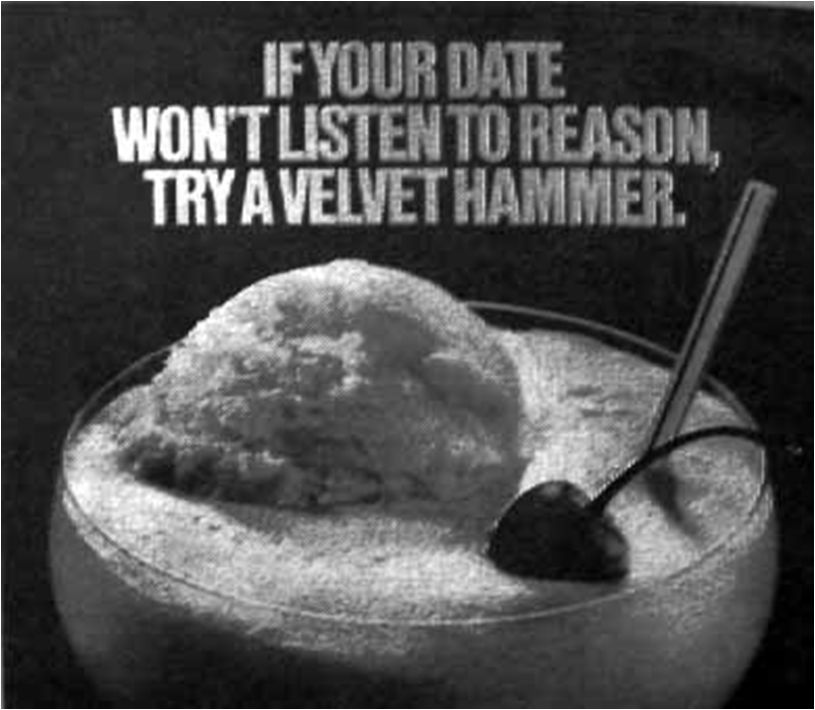 IF YOUR DATE
WON'T LISTEN TO REASON,
TRY A VELVET HAMMER.